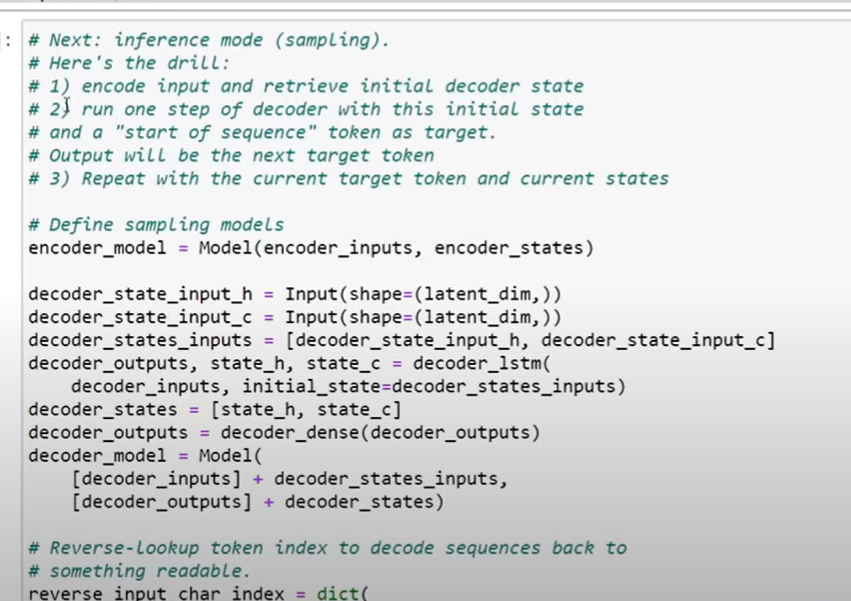 ]: # Next: inference mode (sampling).
# Here's the drill:
# 1) encode input and retrieve initial decoder state
# 2) run one step of decoder with this initial state
# and a "start of sequence" token as target.
# Output will be the next target token
# 3) Repeat with the current target token and current states
# Define sampling models
encoder_model = Model(encoder_inputs, encoder_states)
decoder_state_input_h = Input(shape=(latent_dim,))
decoder_state_input_c = Input(shape=(latent_dim,))
decoder_states_inputs = [decoder_state_input_h, decoder_state_input_c]
decoder_outputs, state_h, state_c = decoder_lstm(
decoder_inputs, initial_state=decoder_states_inputs)
decoder_states = [state_h, state_c]
decoder_outputs = decoder_dense(decoder_outputs)
decoder_model = Model(
[decoder_inputs] + decoder_states_inputs,
[decoder_outputs] + decoder_states)
# Reverse-lookup token index to decode sequences back to
# something readable.
reverse_input_char_index = dict(